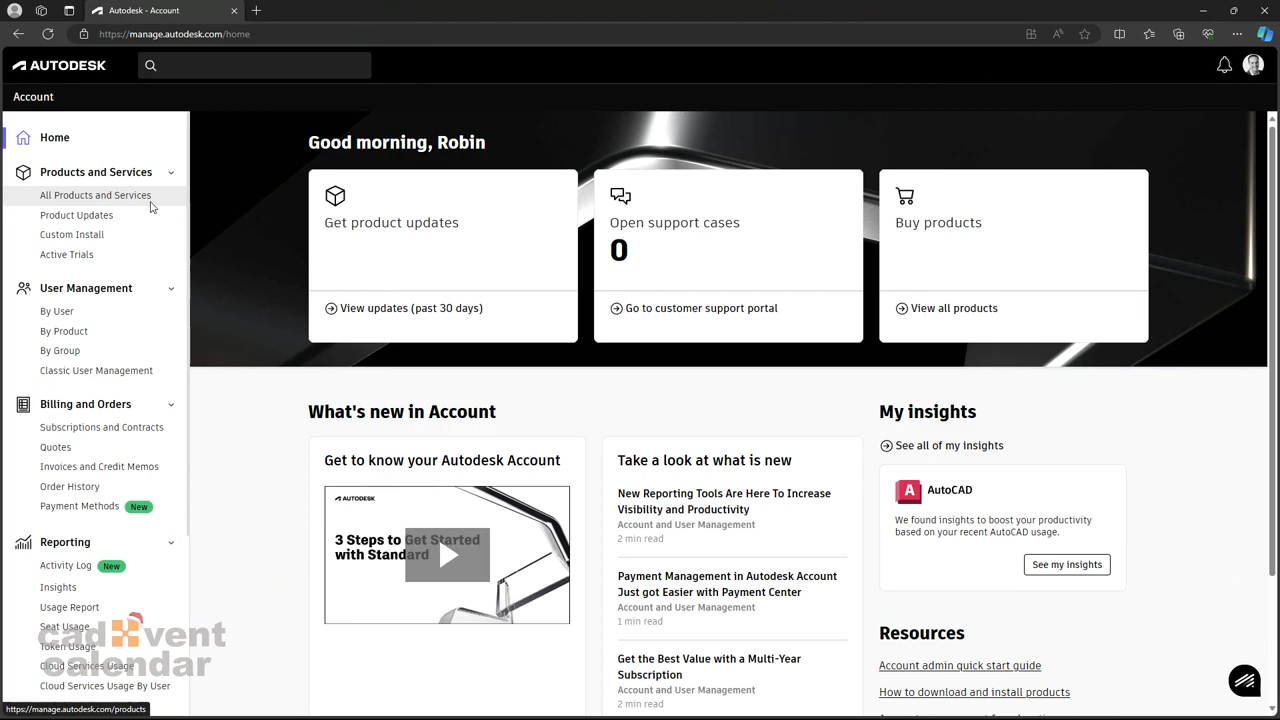 Autodesk - Account
https://manage.autodesk.com/home
AUTODESK
Account
Home
Products and Services
All Products and Services
Product Updates
Custom Install
Active Trials
User Management
By User
By Product
By Group
Classic User Management
Billing and Orders
Subscriptions and Contracts
Quotes
Invoices and Credit Memos
Order History
Payment Methods New
Reporting
Activity Log New
Insights
Usage Report
Seat Usage
Token Usage
Cloud Services Usage
Cloud Services Usage By User
cad vent
calendar
https://manage.autodesk.com/products
Good morning, Robin
Get product updates
View updates (past 30 days)
Open support cases
0
Go to customer support portal
Buy products
View all products
What's new in Account
Get to know your Autodesk Account
AUTODESK
3 Steps to Get Started
with Standard
Take a look at what is new
New Reporting Tools Are Here To Increase
Visibility and Productivity
Account and User Management
2 min read
Payment Management in Autodesk Account
Just got Easier with Payment Center
Account and User Management
1 min read
Get the Best Value with a Multi-Year
Subscription
Account and User Management
2 min read
My insights
See all of my insights
A AutoCAD
We found insights to boost your productivity
based on your recent AutoCAD usage.
See my insights
Resources
Account admin quick start guide
How to download and install products